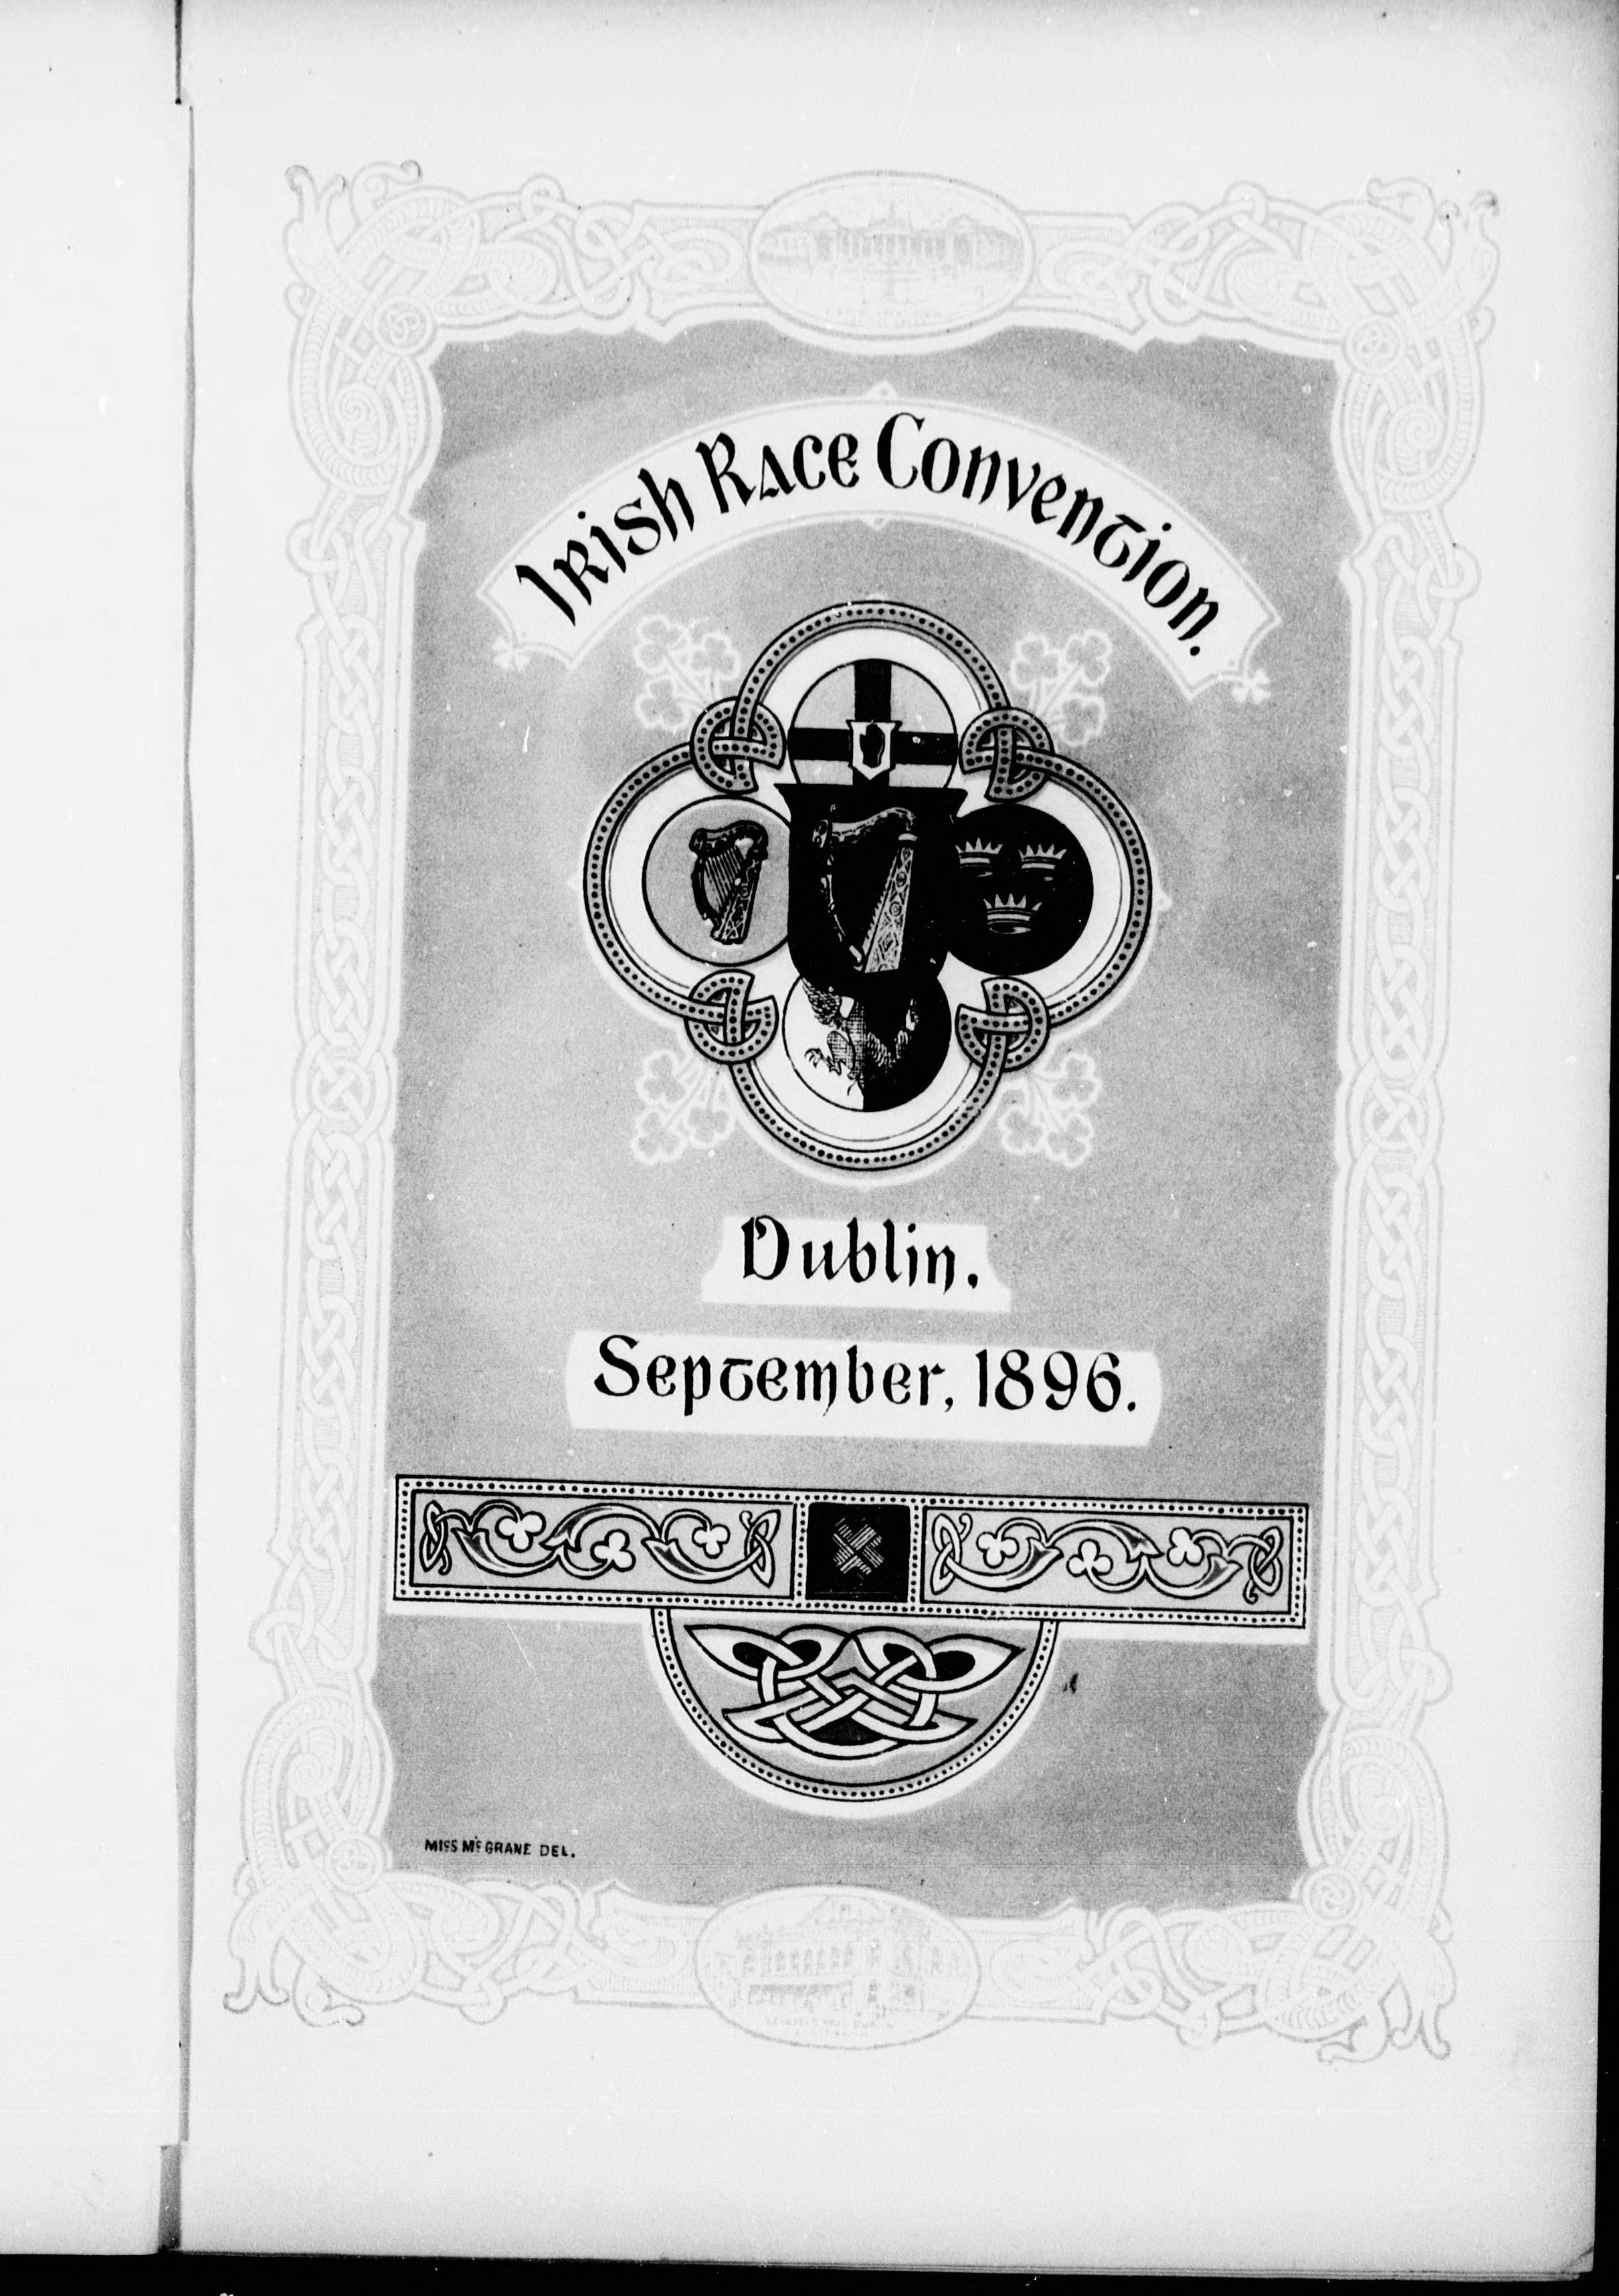 Irish Race Convention.
Dublin.
September, 1896.
MISS McGRANE DEL.